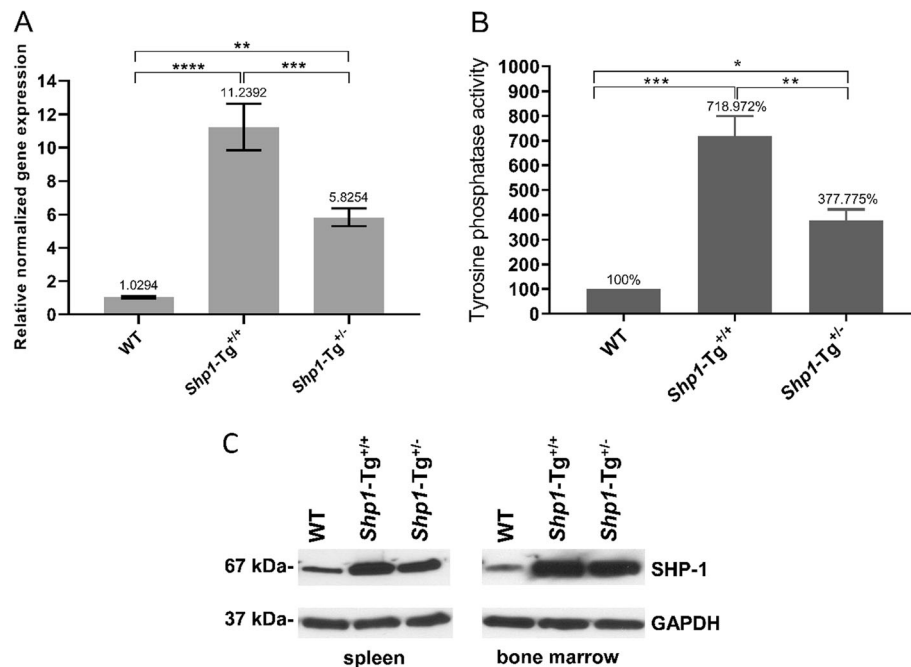 A
Relative normalized gene expression
14
12
10
8
6
4
2
0
**
****
***
1.0294
11.2392
5.8254
WT
Shp1-Tg+/+
Shp1-Tg+/-
B
Tyrosine phosphatase activity
1000
900
800
700
600
500
400
300
200
100
0
*
***
**
100%
718.972%
377.775%
WT
Shp1-Tg+/+
Shp1-Tg+/-
C
WT
Shp1-Tg+/+
Shp1-Tg+/-
WT
Shp1-Tg+/+
Shp1-Tg+/-
67 kDa-
SHP-1
37 kDa-
GAPDH
spleen
bone marrow